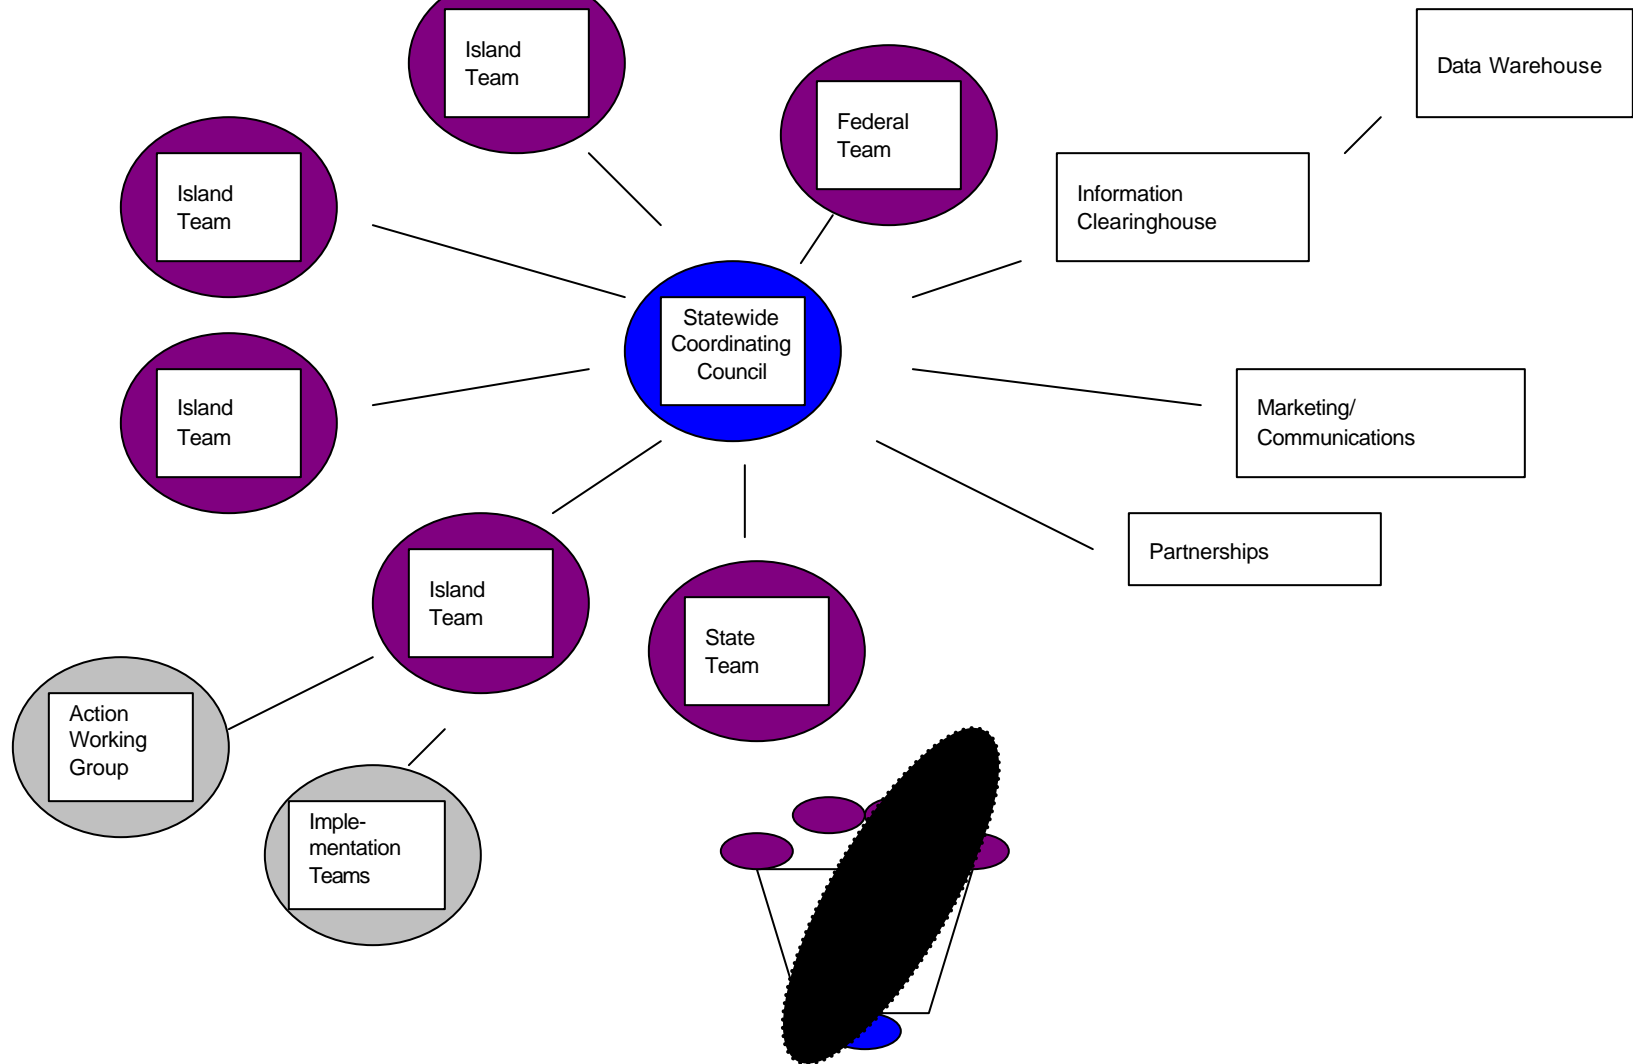 Island
Team
Data Warehouse
Federal
Team
Island
Team
Information
Clearinghouse
Statewide
Coordinating
Council
Island
Team
Marketing/
Communications
Partnerships
Island
Team
State
Team
Action
Working
Group
Imple-
mentation
Teams